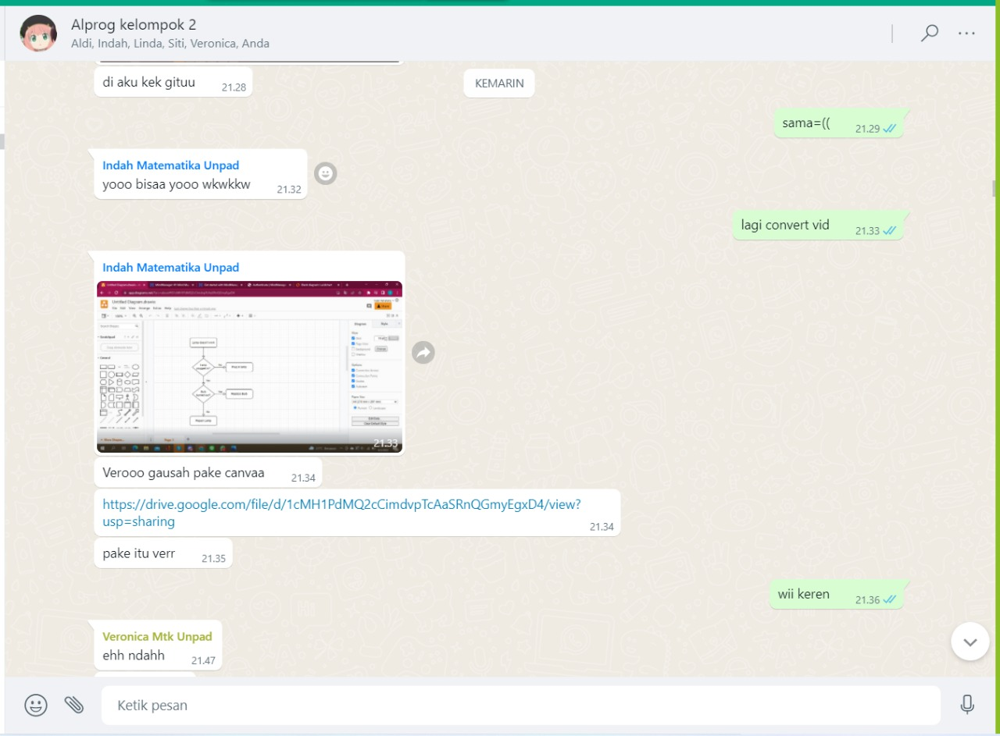 Alprog kelompok 2
Aldi, Indah, Linda, Siti, Veronica, Anda
di aku kek gituu 21.28
KEMARIN
sama=(( 21.29
Indah Matematika Unpad
yooo bisaa yooo wkwkkw 21.32
lagi convert vid 21.33
Indah Matematika Unpad
Untitled Diagram.drawio
21.33
Verooo gausah pake canvaa 21.34
https://drive.google.com/file/d/1cMH1PdMQ2cCimdvpTcAaSRnQGmyEgxD4/view?
usp=sharing 21.34
pake itu verr 21.35
wii keren 21.36
Veronica Mtk Unpad
ehh ndahh 21.47
Ketik pesan